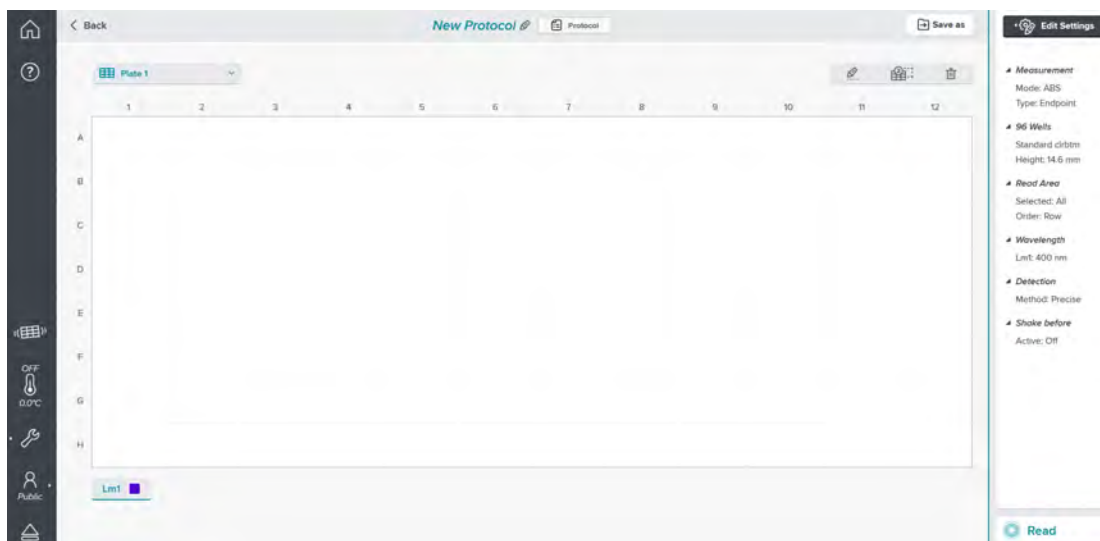 Back
New Protocol
Protocol
Save as
Edit Settings
Plate 1
1 2 3 4 5 6 7 8 9 10 11 12
A
B
C
D
E
F
G
H
Lm1
OFF
0.0°C
Public
Measurement
Mode: ABS
Type: Endpoint
96 Wells
Standard clrbtm
Height: 14.6 mm
Read Area
Selected: All
Order: Row
Wavelength
Lm1: 400 nm
Detection
Method: Precise
Shake before
Active: Off
Read